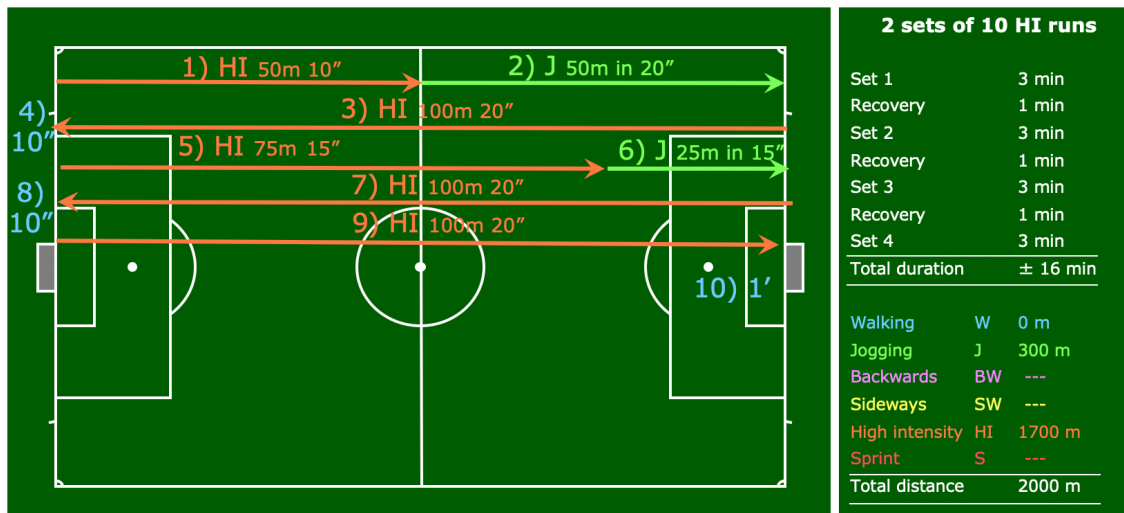 1) HI 50m 10”
2) J 50m in 20”
3) HI 100m 20”
4)
10”
5) HI 75m 15”
6) J 25m in 15”
7) HI 100m 20”
8)
10”
9) HI 100m 20”
10) 1’
2 sets of 10 HI runs
Set 1 3 min
Recovery 1 min
Set 2 3 min
Recovery 1 min
Set 3 3 min
Recovery 1 min
Set 4 3 min
Total duration ± 16 min
Walking W 0 m
Jogging J 300 m
Backwards BW ---
Sideways SW ---
High intensity HI 1700 m
Sprint S ---
Total distance 2000 m